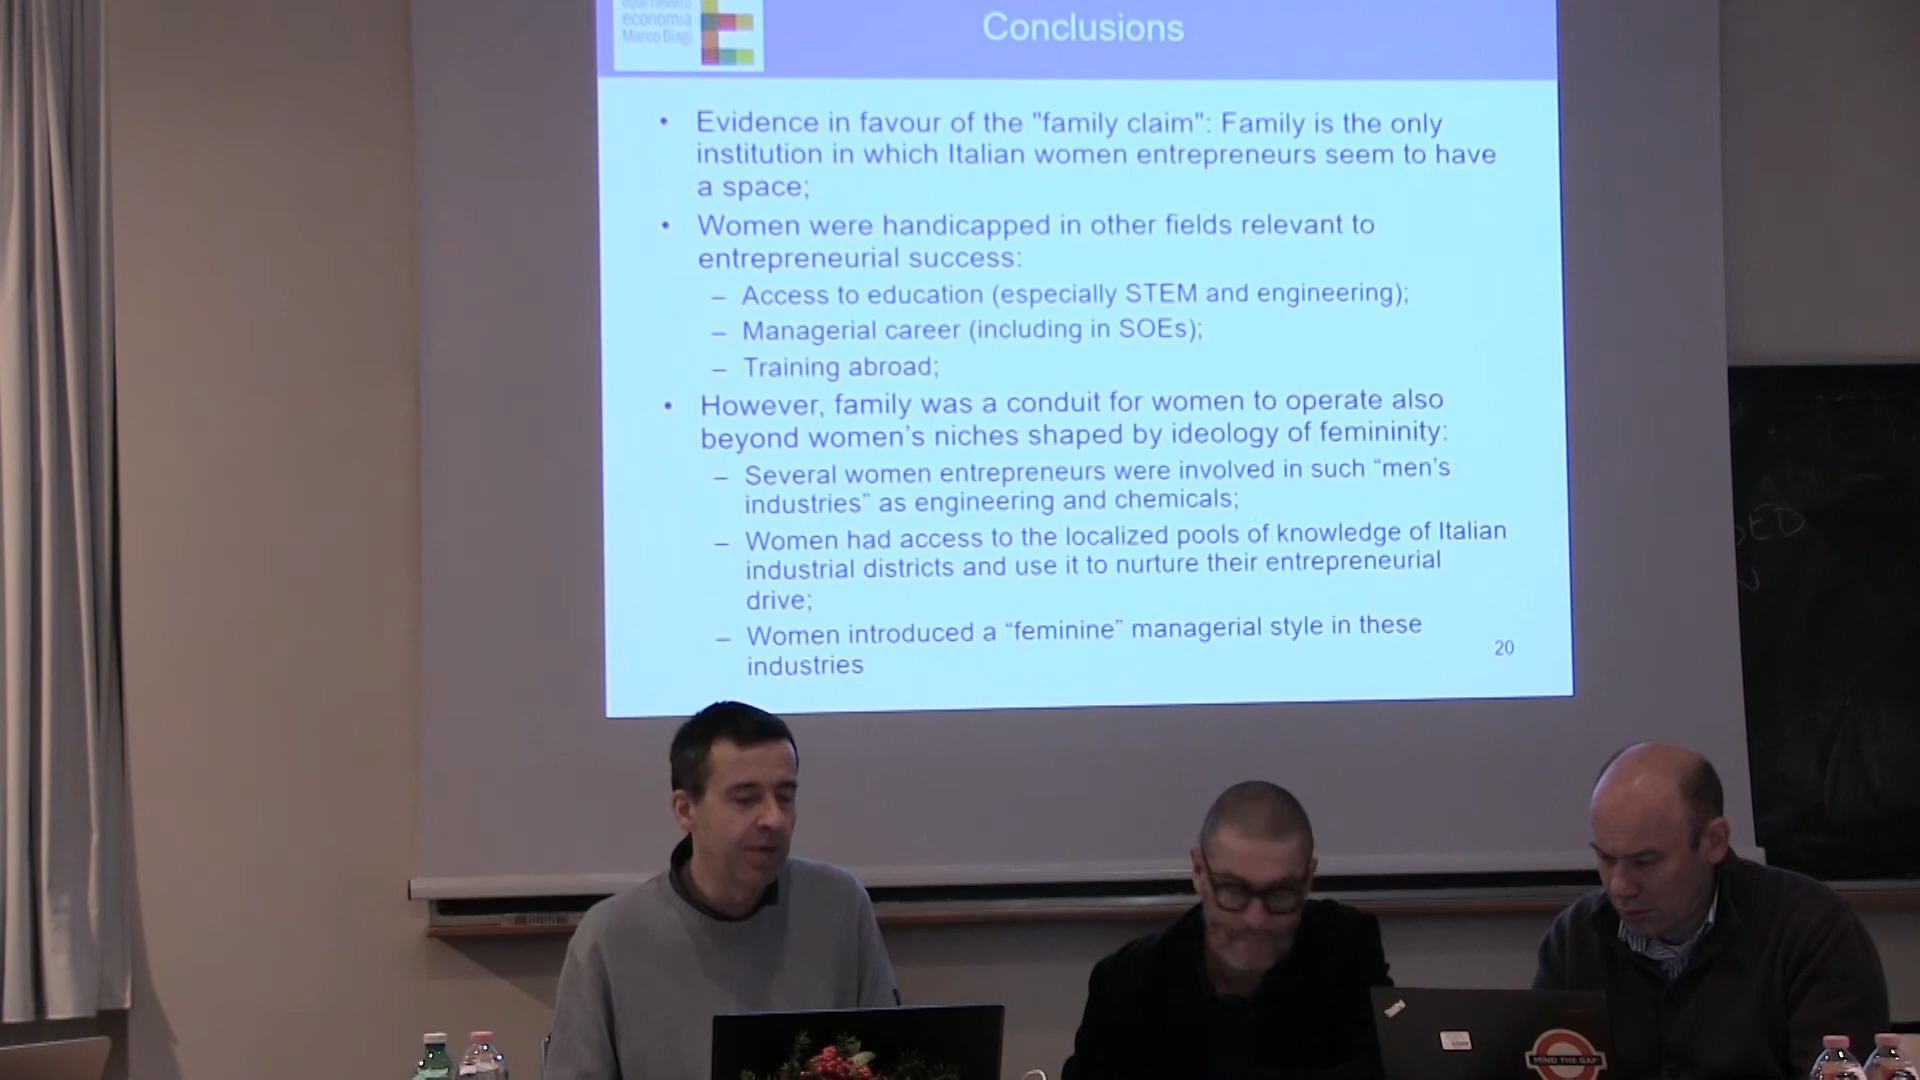 dipartimento
economia
Marco Biagi
Conclusions
• Evidence in favour of the "family claim": Family is the only
institution in which Italian women entrepreneurs seem to have
a space;
• Women were handicapped in other fields relevant to
entrepreneurial success:
– Access to education (especially STEM and engineering);
– Managerial career (including in SOEs);
– Training abroad;
• However, family was a conduit for women to operate also
beyond women’s niches shaped by ideology of femininity:
– Several women entrepreneurs were involved in such “men’s
industries” as engineering and chemicals;
– Women had access to the localized pools of knowledge of Italian
industrial districts and use it to nurture their entrepreneurial
drive;
– Women introduced a “feminine” managerial style in these
industries
20
MIND THE GAP